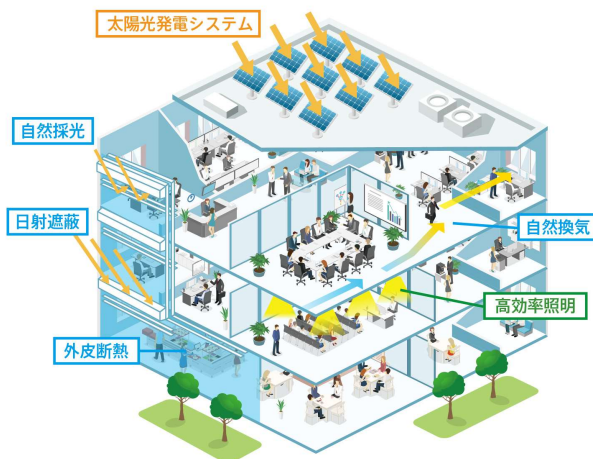 太陽光発電システム
自然採光
日射遮蔽
自然換気
高効率照明
外皮断熱